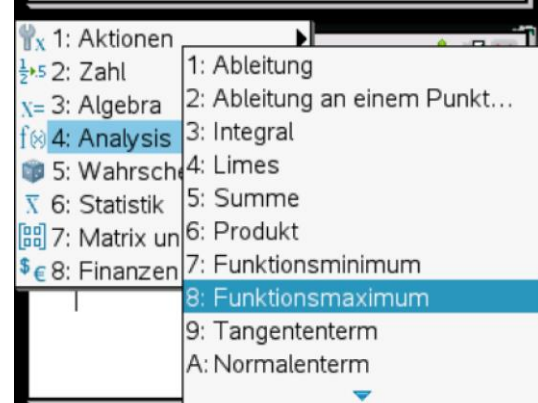 1: Aktionen
2: Zahl
3: Algebra
4: Analysis
5: Wahrsche
6: Statistik
7: Matrix un
8: Finanzen
1: Ableitung
2: Ableitung an einem Punkt...
3: Integral
4: Limes
5: Summe
6: Produkt
7: Funktionsminimum
8: Funktionsmaximum
9: Tangententerm
A: Normalenterm